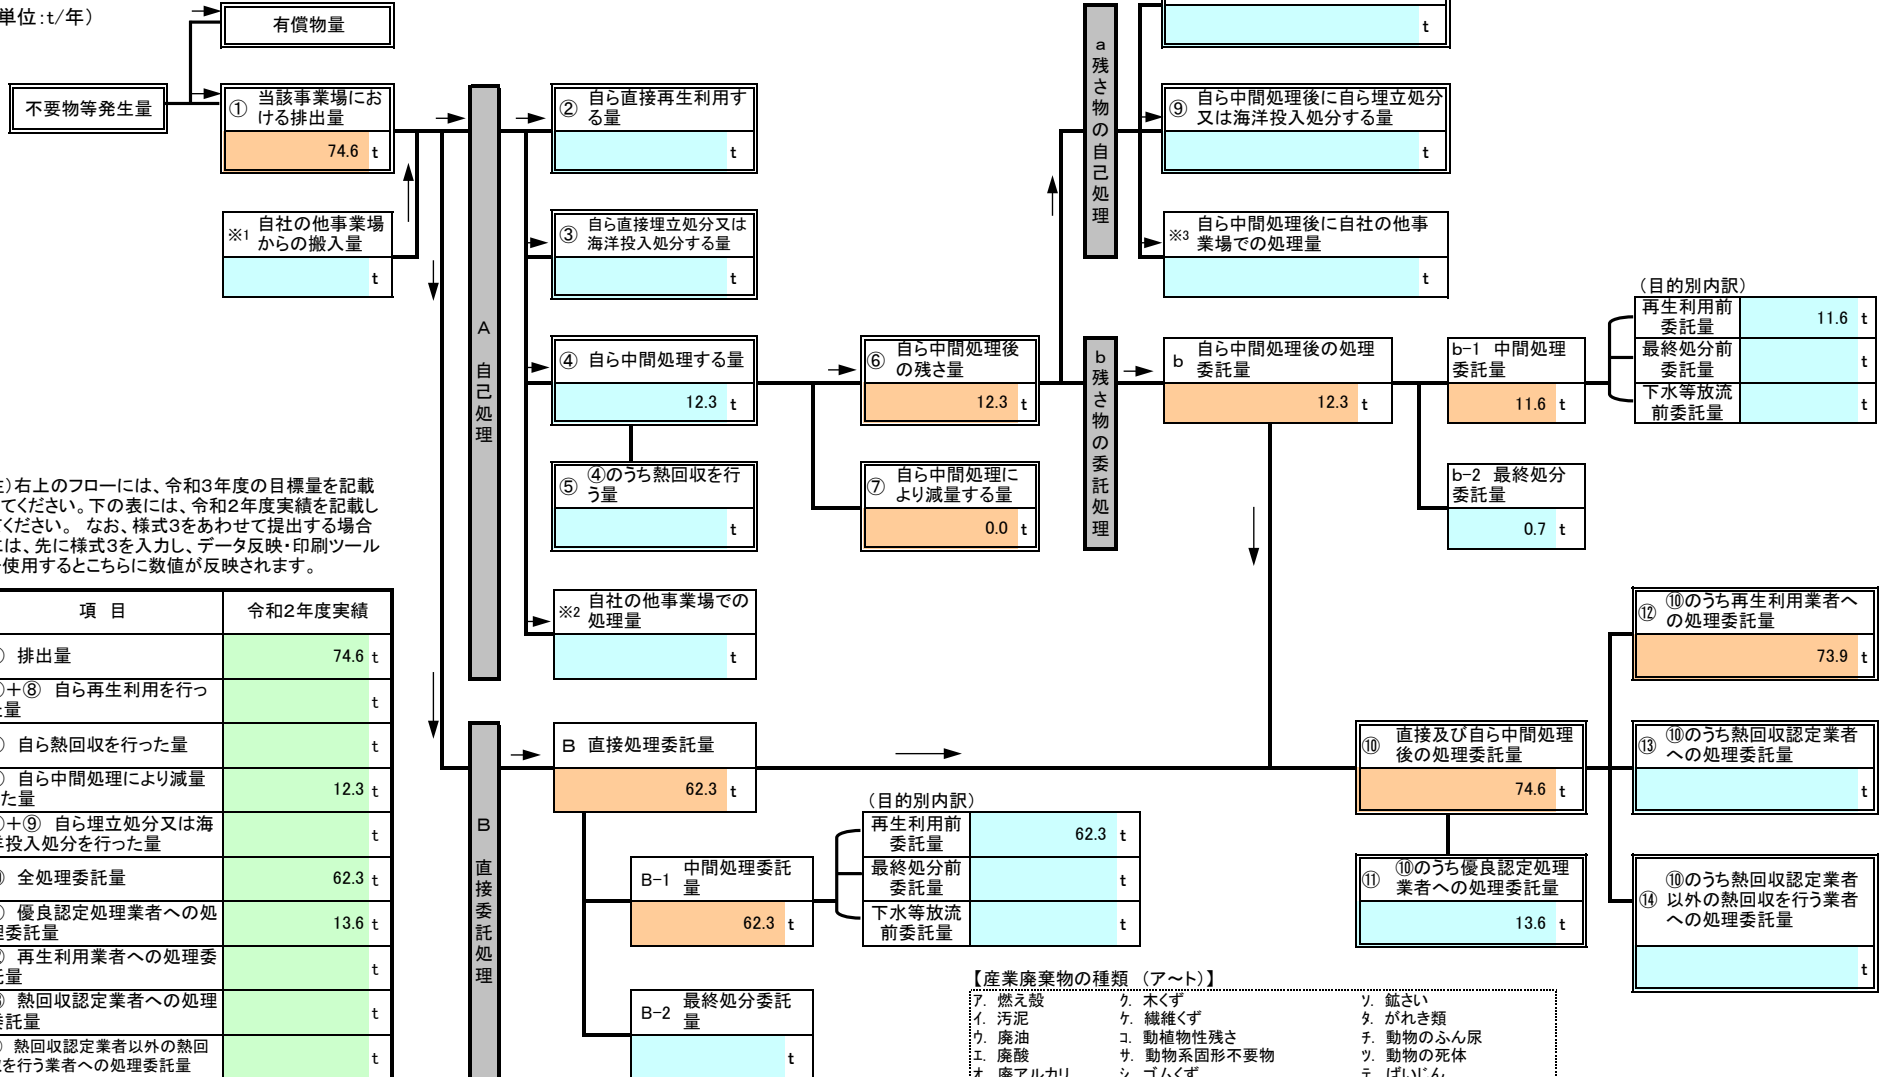 単位:t/年)
有償物量
不要物等発生量
① 当該事業場にお
ける排出量
74.6 t
※1 自社の他事業場
からの搬入量
t
A 自己処理
② 自ら直接再生利用す
る量
t
③ 自ら直接埋立処分又は
海洋投入処分する量
t
④ 自ら中間処理する量
12.3 t
⑤ ④のうち熱回収を行
う量
t
※2 自社の他事業場での
処理量
t
⑥ 自ら中間処理後
の残さ量
12.3 t
⑦ 自ら中間処理に
より減量する量
0.0 t
a 残さ物の自己処理
t
⑨ 自ら中間処理後に自ら埋立処分
又は海洋投入処分する量
t
※3 自ら中間処理後に自社の他事
業場での処理量
t
b 残さ物の委託処理
b 自ら中間処理後の処理
委託量
12.3 t
b-1 中間処理
委託量
11.6 t
(目的別内訳)
再生利用前
委託量
11.6 t
最終処分前
委託量
t
下水等放流
前委託量
t
b-2 最終処分
委託量
0.7 t
)右上のフローには、令和3年度の目標量を記載
てください。下の表には、令和2年度実績を記載し
ください。 なお、様式3をあわせて提出する場合
は、先に様式3を入力し、データ反映・印刷ツール
使用するとこちらに数値が反映されます。
項 目 令和2年度実績
) 排出量 74.6 t
)+⑧ 自ら再生利用を行っ
量
t
) 自ら熱回収を行った量 t
) 自ら中間処理により減量
た量
12.3 t
)+⑨ 自ら埋立処分又は海
投入処分を行った量
t
) 全処理委託量 62.3 t
) 優良認定処理業者への処
委託量
13.6 t
) 再生利用業者への処理委
量
t
) 熱回収認定業者への処理
託量
t
) 熱回収認定業者以外の熱回
を行う業者への処理委託量
t
B 直接委託処理
B 直接処理委託量
62.3 t
B-1 中間処理委託
量
62.3 t
(目的別内訳)
再生利用前
委託量
62.3 t
最終処分前
委託量
t
下水等放流
前委託量
t
B-2 最終処分委託
量
t
⑩ 直接及び自ら中間処理
後の処理委託量
74.6 t
⑪ ⑩のうち優良認定処理
業者への処理委託量
13.6 t
⑫ ⑩のうち再生利用業者へ
の処理委託量
73.9 t
⑬ ⑩のうち熱回収認定業者
への処理委託量
t
⑭ ⑩のうち熱回収認定業者
以外の熱回収を行う業者
への処理委託量
t
【産業廃棄物の種類 (ア～ト)】
ア. 燃え殻 ク. 木くず ソ. 鉱さい
イ. 汚泥 ケ. 繊維くず タ. がれき類
ウ. 廃油 コ. 動植物性残さ チ. 動物のふん尿
エ. 廃酸 サ. 動物系固形不要物 ツ. 動物の死体
オ. 廃アルカリ シ. ゴムくず テ. ばいじん